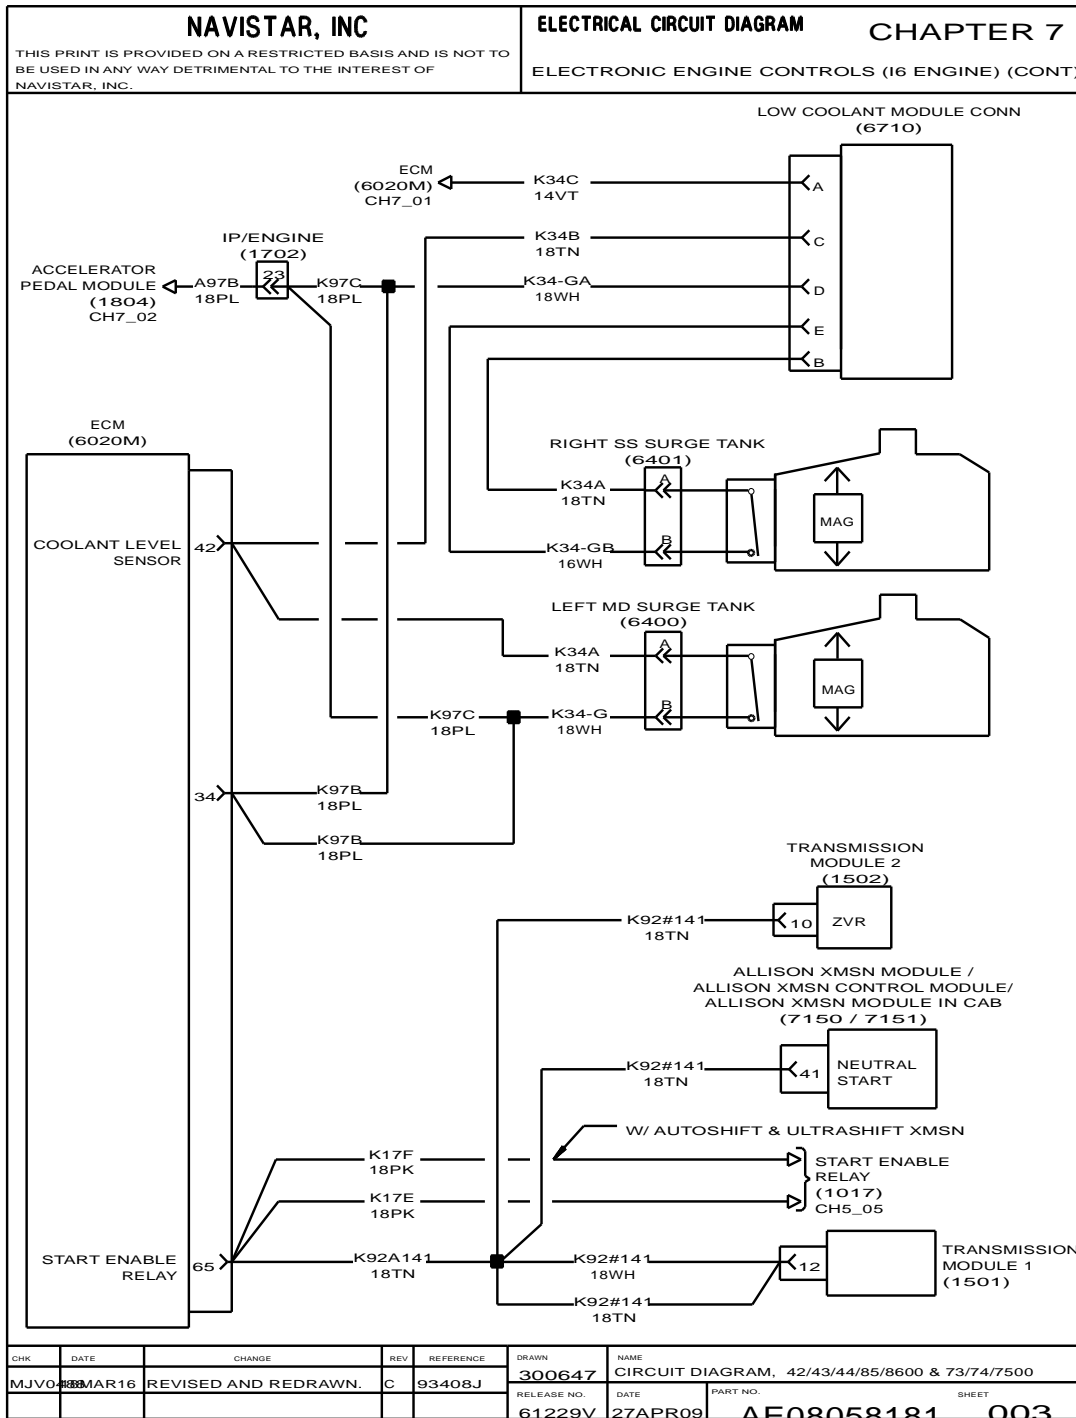 NAVISTAR, INC
THIS PRINT IS PROVIDED ON A RESTRICTED BASIS AND IS NOT TO
BE USED IN ANY WAY DETRIMENTAL TO THE INTEREST OF
NAVISTAR, INC.
ELECTRICAL CIRCUIT DIAGRAM
CHAPTER 7
ELECTRONIC ENGINE CONTROLS (I6 ENGINE) (CONT)
LOW COOLANT MODULE CONN
(6710)
ECM
(6020M)
CH7_01
K34C
14VT
A
K34B
18TN
C
IP/ENGINE
(1702)
23
ACCELERATOR
PEDAL MODULE
(1804)
CH7_02
A97B
18PL
K97C
18PL
K34-GA
18WH
D
E
B
ECM
(6020M)
RIGHT SS SURGE TANK
(6401)
K34A
18TN
A
MAG
K34-GB
16WH
B
COOLANT LEVEL
SENSOR
42
LEFT MD SURGE TANK
(6400)
K34A
18TN
A
MAG
K97C
18PL
K34-G
18WH
B
34
K97B
18PL
K97B
18PL
TRANSMISSION
MODULE 2
(1502)
K92#141
18TN
10
ZVR
ALLISON XMSN MODULE /
ALLISON XMSN CONTROL MODULE/
ALLISON XMSN MODULE IN CAB
(7150 / 7151)
K92#141
18TN
41
NEUTRAL
START
W/ AUTOSHIFT & ULTRASHIFT XMSN
K17F
18PK
START ENABLE
RELAY
(1017)
CH5_05
K17E
18PK
START ENABLE
RELAY
65
K92A141
18TN
K92#141
18WH
12
TRANSMISSION
MODULE 1
(1501)
K92#141
18TN
CHK DATE CHANGE REV REFERENCE
MJV04 MAR16 REVISED AND REDRAWN. C 93408J
DRAWN
300647
NAME
CIRCUIT DIAGRAM, 42/43/44/85/8600 & 73/74/7500
RELEASE NO.
61229V
DATE
27APR09
PART NO.
AE08058181
SHEET
003